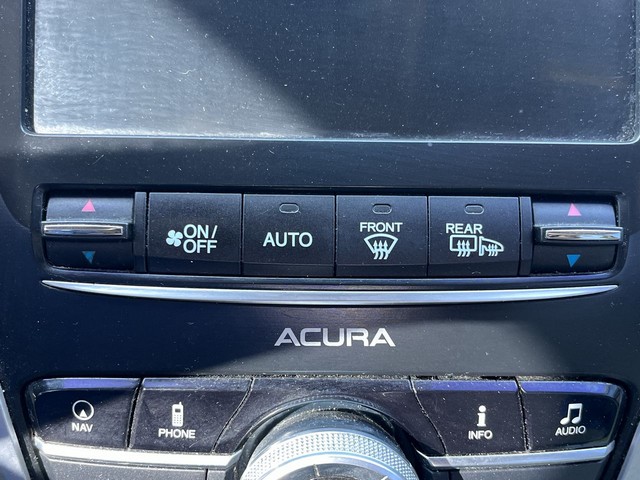 ON/
OFF
AUTO
FRONT
REAR
ACURA
NAV
PHONE
INFO
AUDIO